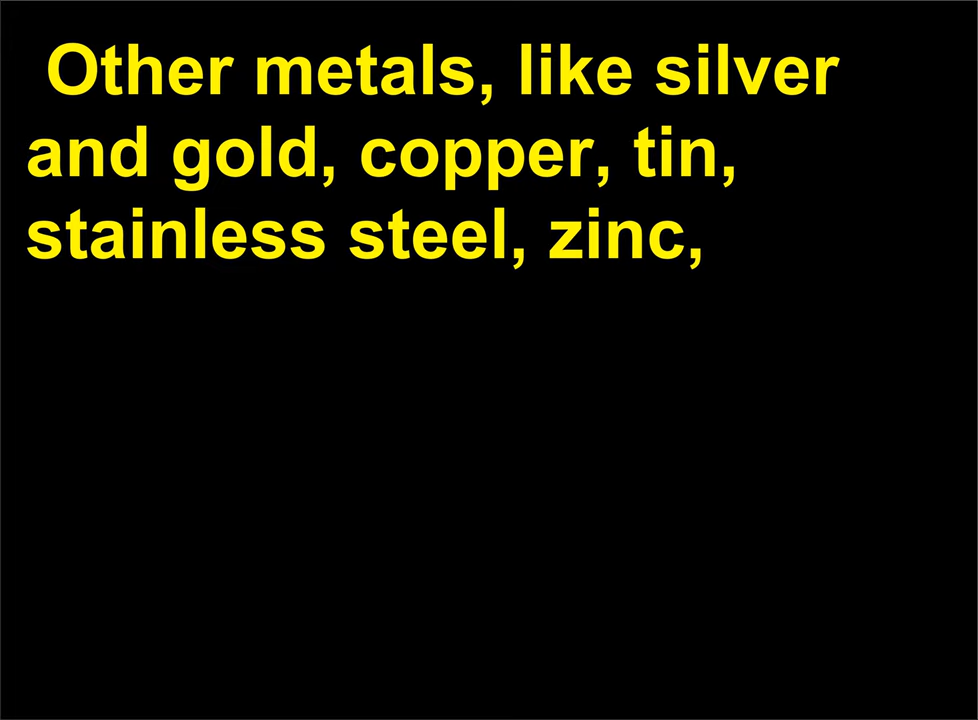 Other metals, like silver
and gold, copper, tin,
stainless steel, zinc,